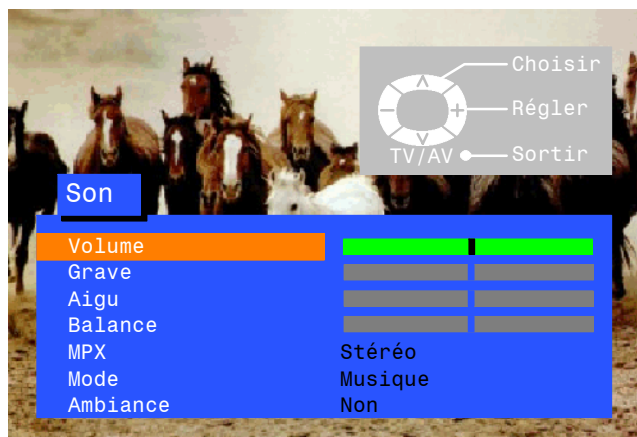 Choisir
Régler
TV/AV Sortir
Son
Volume
Grave
Aigu
Balance
MPX Stéréo
Mode Musique
Ambiance Non